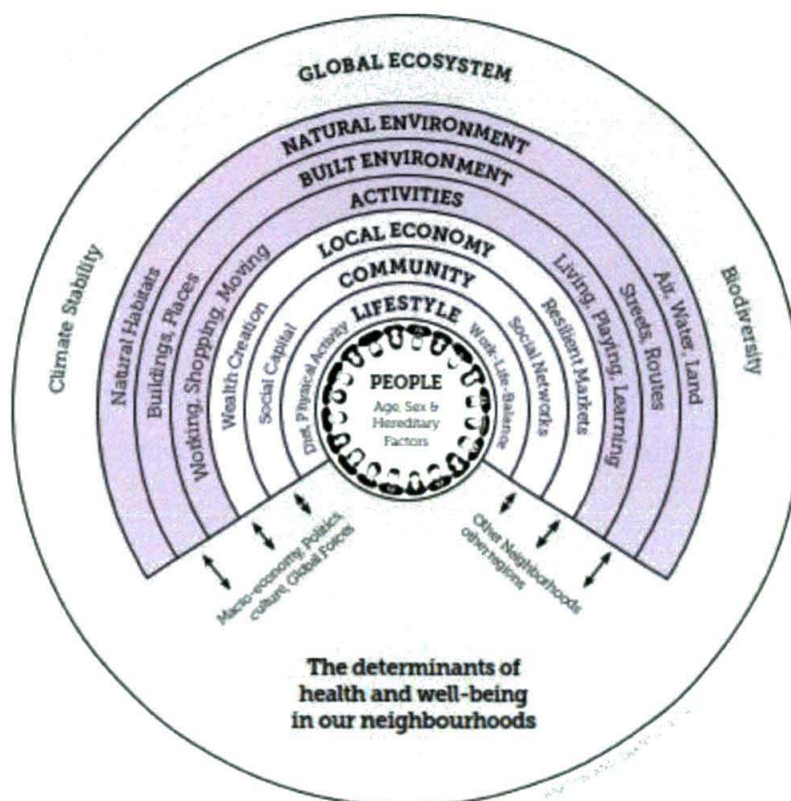 GLOBAL ECOSYSTEM
NATURAL ENVIRONMENT
BUILT ENVIRONMENT
ACTIVITIES
LOCAL ECONOMY
COMMUNITY
LIFESTYLE
PEOPLE
Age, Sex &
Hereditary
Factors
Climate Stability
Natural Habitats
Buildings, Places
Working, Shopping, Moving
Wealth Creation
Social Capital
Diet, Physical Activity
Work-Life-Balance
Social Networks
Resilient Markets
Living, Playing, Learning
Streets, Routes
Air, Water, Land
Biodiversity
Macro-economy, Politics,
culture, Global Forces
Other Neighborhoods
other regions
The determinants of
health and well-being
in our neighbourhoods